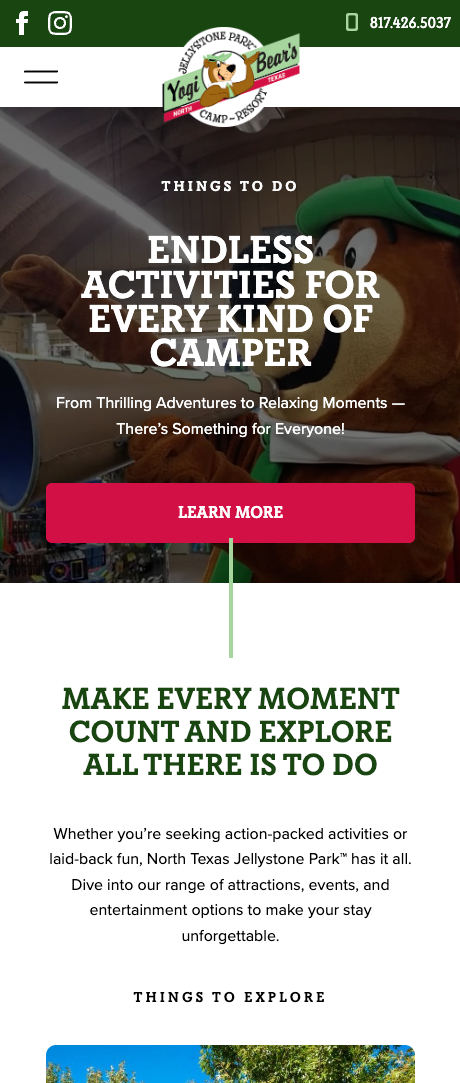 817.426.5037
JELLYSTONE PARK™
Yogi Bear's
NORTH TEXAS
CAMP-RESORT
THINGS TO DO
ENDLESS
ACTIVITIES FOR
EVERY KIND OF
CAMPER
From Thrilling Adventures to Relaxing Moments —
There’s Something for Everyone!
LEARN MORE
MAKE EVERY MOMENT
COUNT AND EXPLORE
ALL THERE IS TO DO
Whether you’re seeking action-packed activities or
laid-back fun, North Texas Jellystone Park™ has it all.
Dive into our range of attractions, events, and
entertainment options to make your stay
unforgettable.
THINGS TO EXPLORE